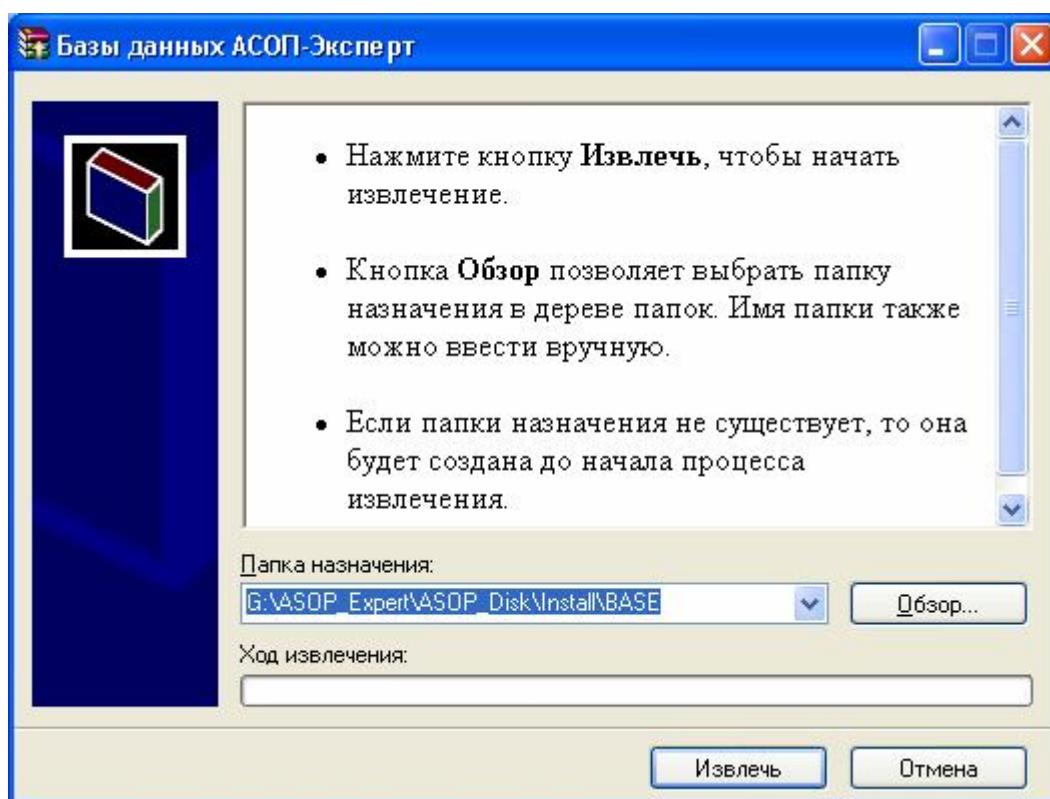 Базы данных АСОП-Эксперт
• Нажмите кнопку Извлечь, чтобы начать
извлечение.
• Кнопка Обзор позволяет выбрать папку
назначения в дереве папок. Имя папки также
можно ввести вручную.
• Если папки назначения не существует, то она
будет создана до начала процесса
извлечения.
Папка назначения:
G:\ASOP_Expert\ASOP_Disk\Install\BASE
Обзор...
Ход извлечения:
Извлечь
Отмена